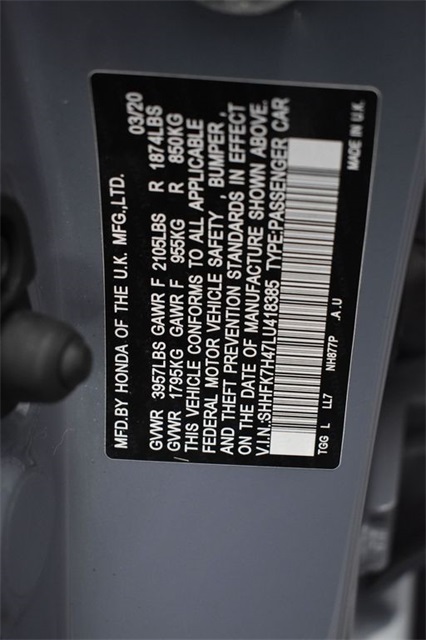 MFD.BY HONDA OF THE U.K. MFG.,LTD. 03/20
GVWR 3957LBS GAWR F 2105LBS R 1874LBS
GVWR 1795KG GAWR F 955KG R 850KG
THIS VEHICLE CONFORMS TO ALL APPLICABLE
FEDERAL MOTOR VEHICLE SAFETY , BUMPER ,
AND THEFT PREVENTION STANDARDS IN EFFECT
ON THE DATE OF MANUFACTURE SHOWN ABOVE.
V.I.N.:SHHFK7H47LU418385 TYPE:PASSENGER CAR
TGG L LL7 NH877P .A.U MADE IN U.K.